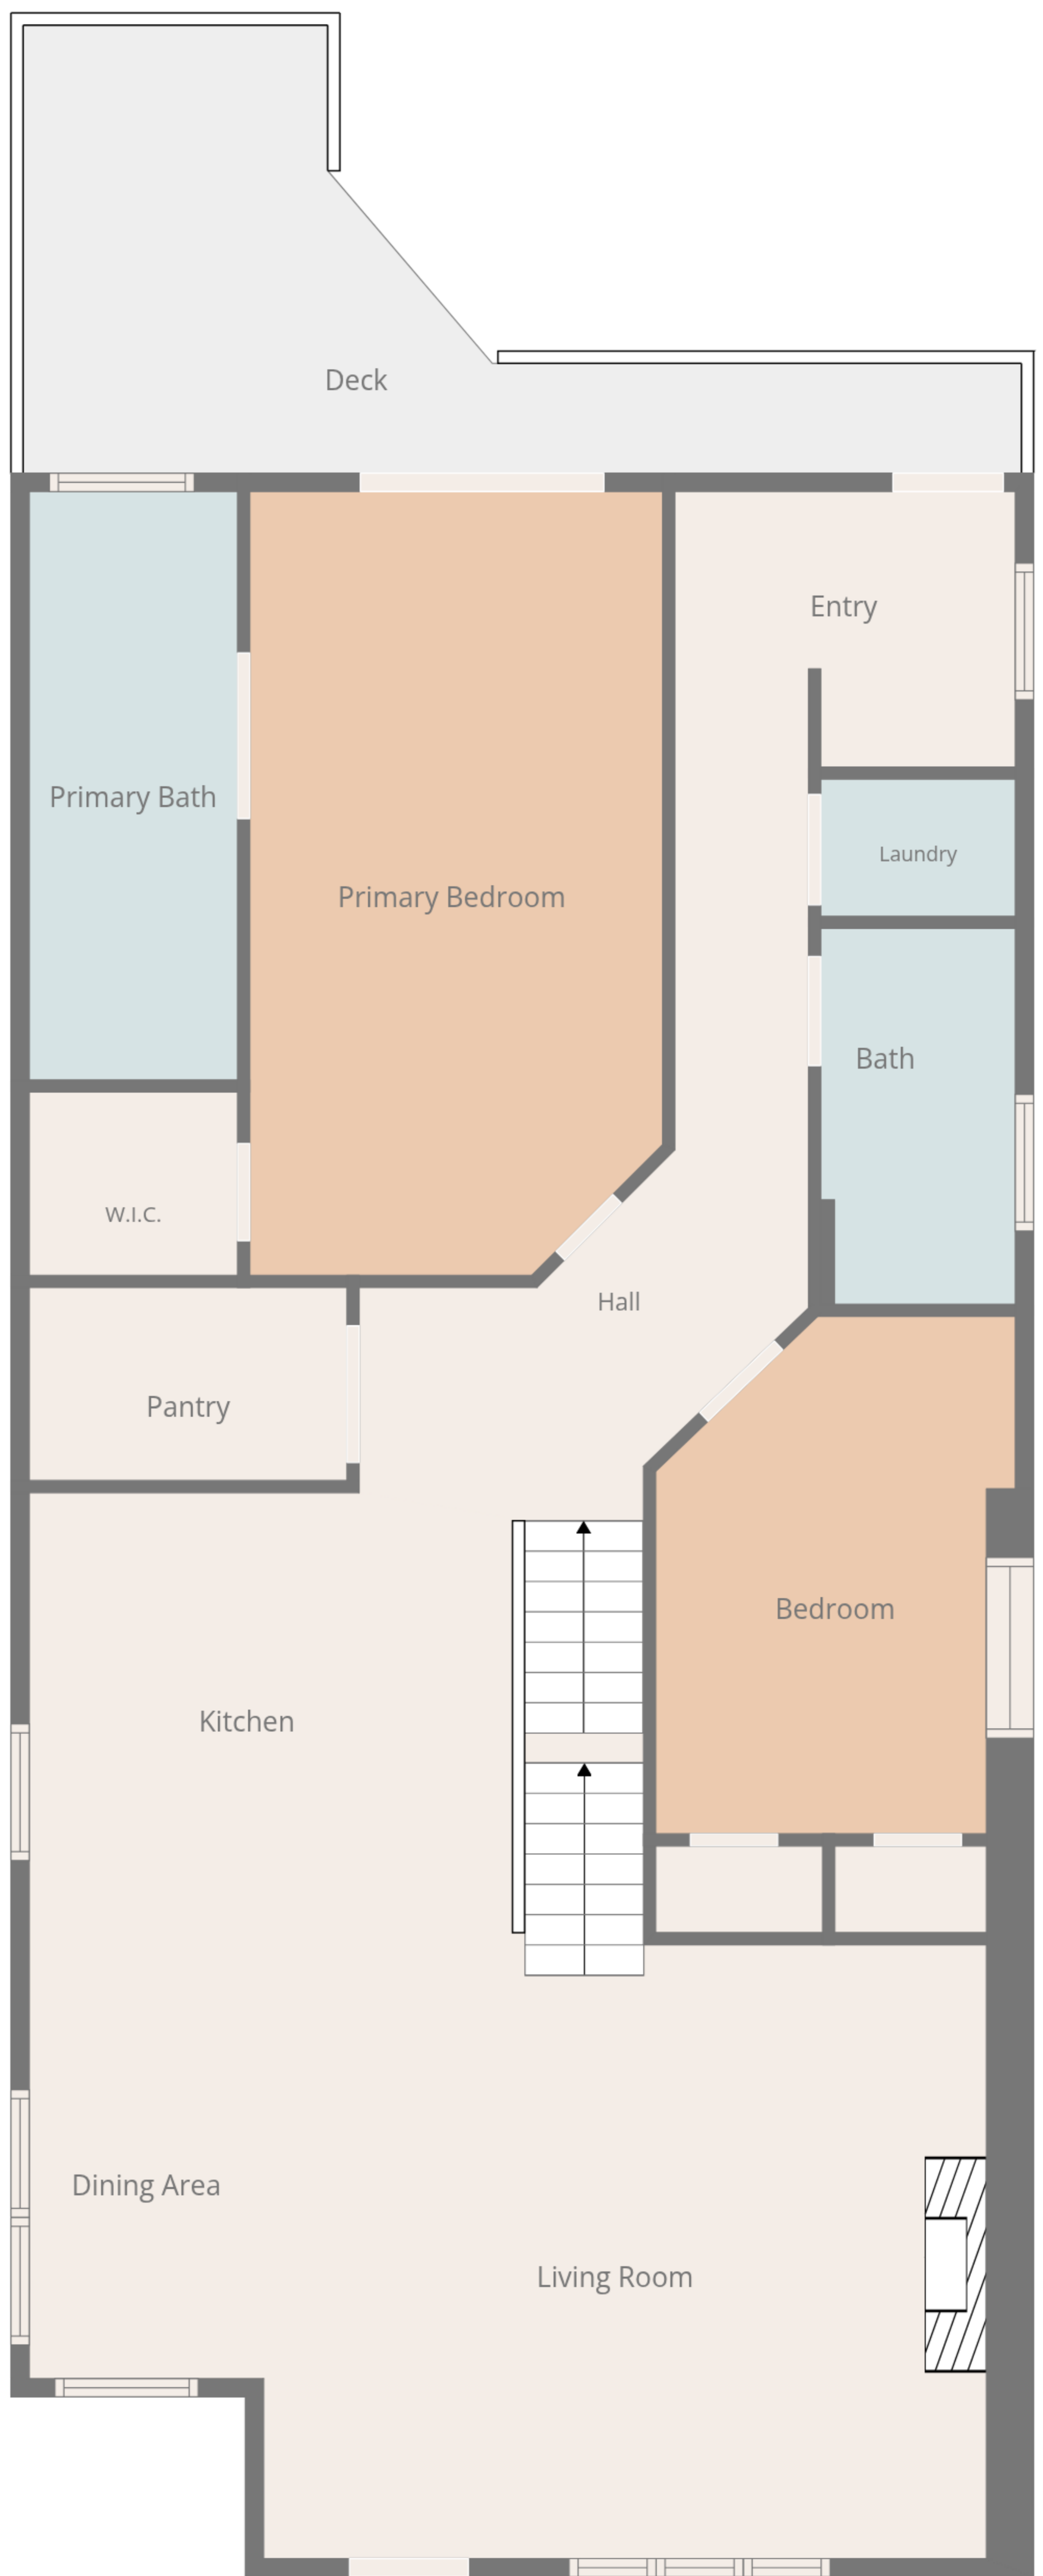 Deck
Entry
Primary Bath
Laundry
Primary Bedroom
Bath
W.I.C.
Hall
Pantry
Bedroom
Kitchen
Dining Area
Living Room